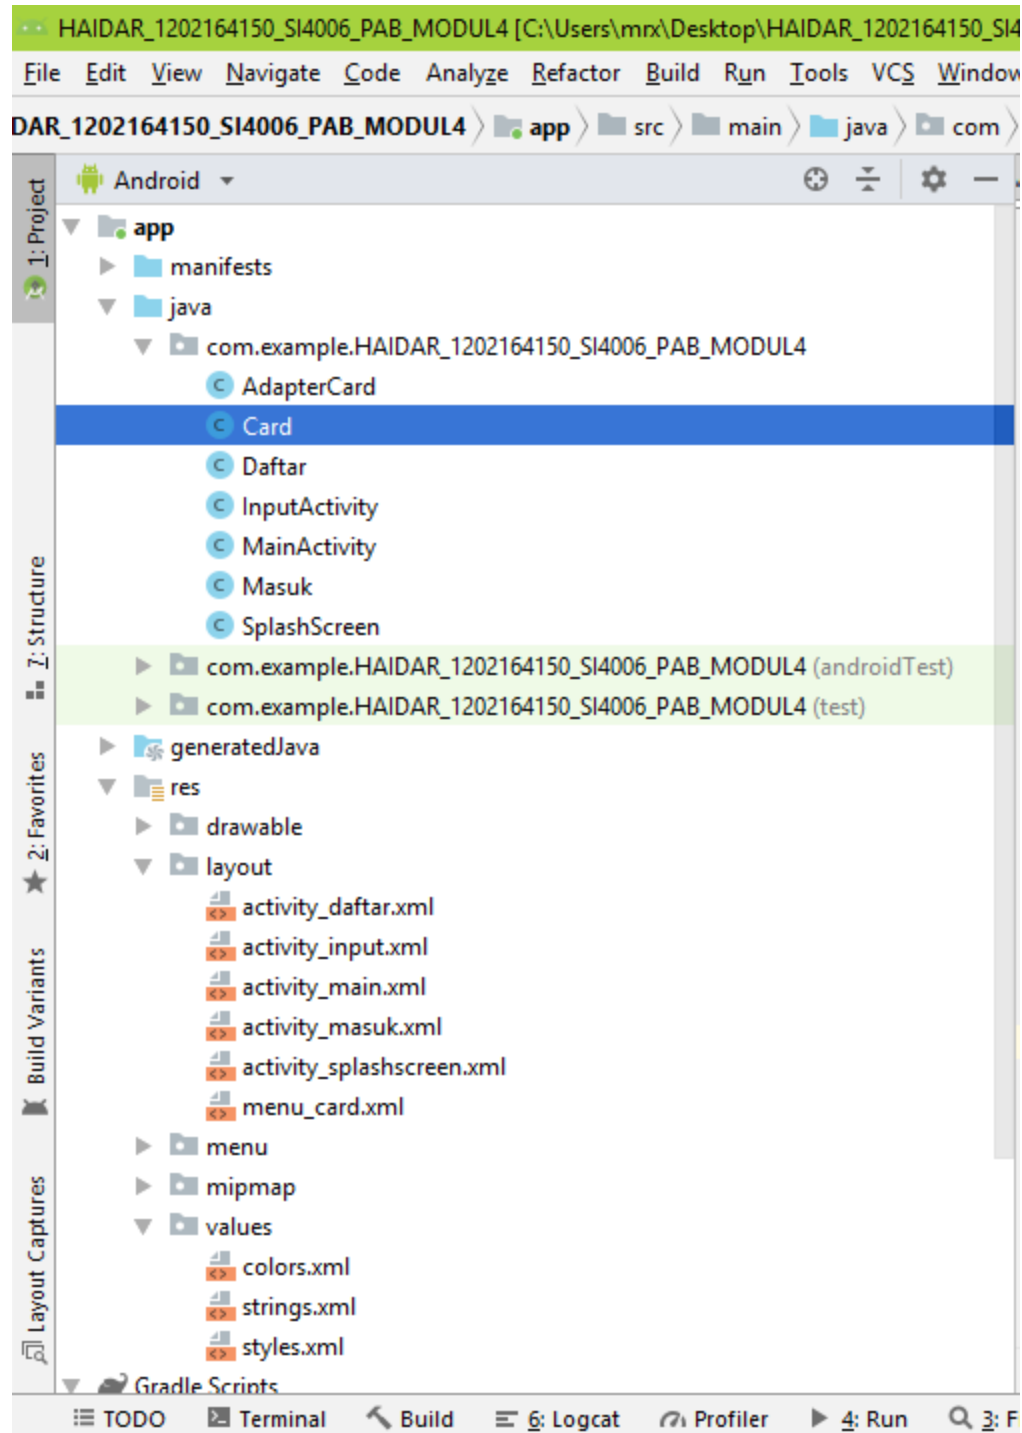 HAIDAR_1202164150_SI4006_PAB_MODUL4 [C:\Users\mrx\Desktop\HAIDAR_1202164150_SI4
File Edit View Navigate Code Analyze Refactor Build Run Tools VCS Window
DAR_1202164150_SI4006_PAB_MODUL4 app src main java com
Android
1: Project
app
manifests
java
com.example.HAIDAR_1202164150_SI4006_PAB_MODUL4
AdapterCard
Card
Daftar
InputActivity
MainActivity
Masuk
SplashScreen
7: Structure
com.example.HAIDAR_1202164150_SI4006_PAB_MODUL4 (androidTest)
com.example.HAIDAR_1202164150_SI4006_PAB_MODUL4 (test)
generatedJava
res
2: Favorites
drawable
layout
activity_daftar.xml
activity_input.xml
activity_main.xml
activity_masuk.xml
activity_splashscreen.xml
menu_card.xml
Build Variants
menu
mipmap
values
colors.xml
strings.xml
styles.xml
Layout Captures
Gradle Scripts
TODO Terminal Build 6: Logcat Profiler 4: Run 3: F